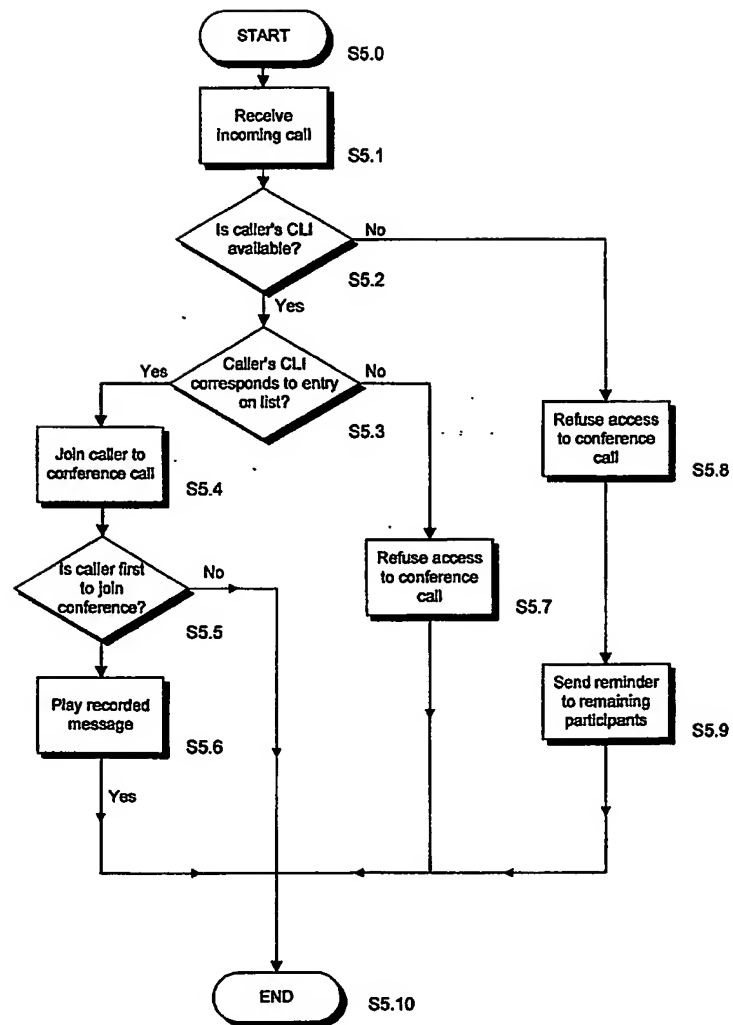 START
S5.0
Receive
incoming call
S5.1
Is caller's CLI
available?
No
S5.2
Yes
Caller's CLI
corresponds to entry
on list?
Yes
No
S5.3
Join caller to
conference call
S5.4
Refuse access
to conference
call
S5.8
Is caller first
to join
conference?
No
S5.5
Refuse access
to conference
call
S5.7
Play recorded
message
S5.6
Send reminder
to remaining
participants
S5.9
Yes
END
S5.10